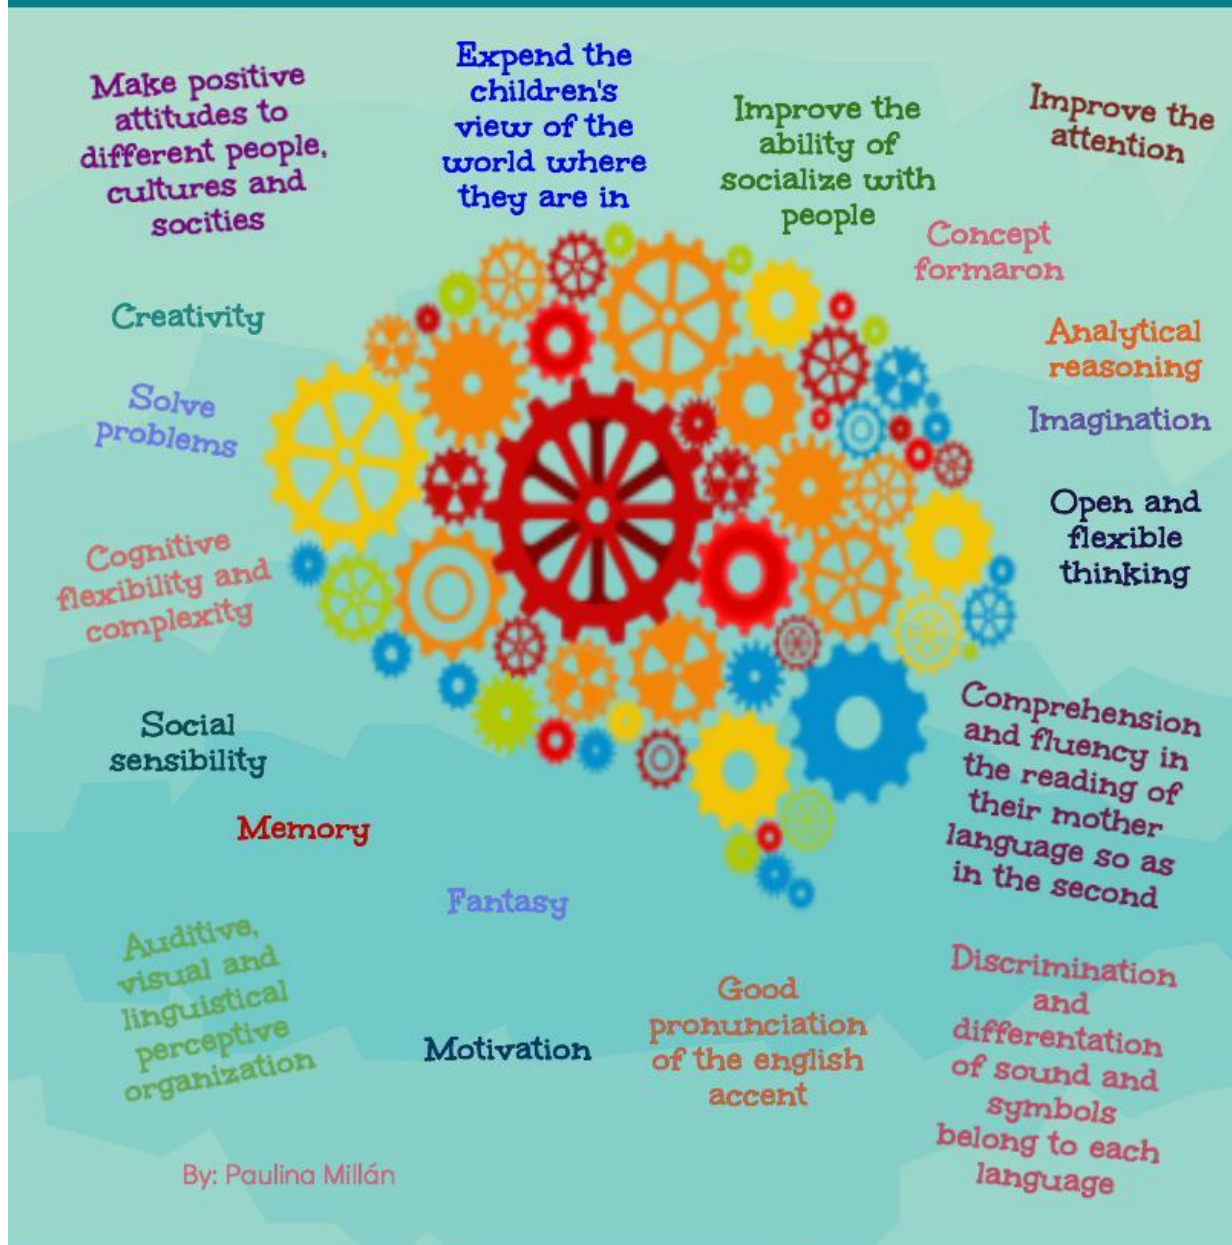 Make positive
attitudes to
different people,
cultures and
socities
Expend the
children's
view of the
world where
they are in
Improve the
ability of
socialize with
people
Improve the
attention
Concept
formaron
Creativity
Analytical
reasoning
Solve
problems
Imagination
Open and
flexible
thinking
Cognitive
flexibility and
complexity
Social
sensibility
Comprehension
and fluency in
the reading of
their mother
language so as
in the second
Memory
Fantasy
Auditive,
visual and
linguistical
perceptive
organization
Motivation
Good
pronunciation
of the english
accent
Discrimination
and
differentation
of sound and
symbols
belong to each
language
By: Paulina Millán